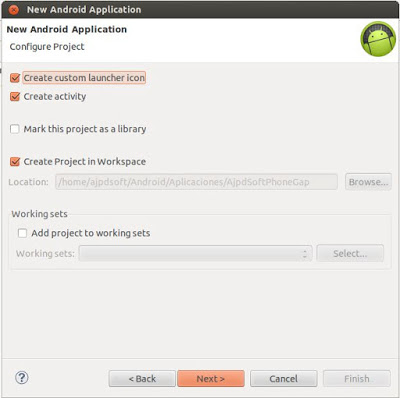 New Android Application
New Android Application
Configure Project
Create custom launcher icon
Create activity
Mark this project as a library
Create Project in Workspace
Location: /home/ajpdsoft/Android/Aplicaciones/AjpdSoftPhoneGap Browse...
Working sets
Add project to working sets
Working sets: Select...
? < Back Next > Cancel Finish